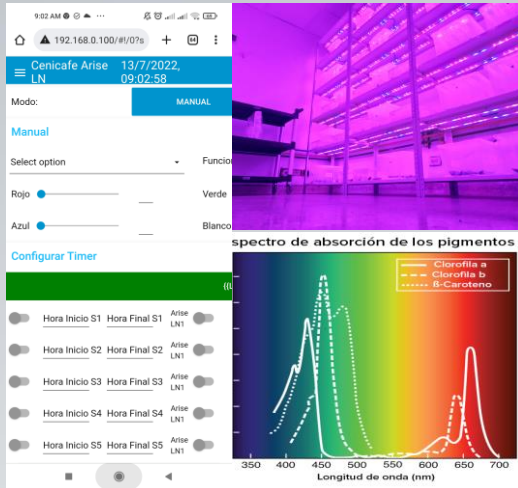 9:02 AM
64
192.168.0.100/#!/0?s
Cenicafe Arise
LN
13/7/2022,
09:02:58
Modo:
MANUAL
Manual
Select option
Funcion
Rojo
Verde
Azul
Blanco
Configurar Timer
Hora Inicio S1 Hora Final S1 Arise
LN1
Hora Inicio S2 Hora Final S2 Arise
LN1
Hora Inicio S3 Hora Final S3 Arise
LN1
Hora Inicio S4 Hora Final S4 Arise
LN1
Hora Inicio S5 Hora Final S5 Arise
LN1
spectro de absorción de los pigmentos
Clorofila a
Clorofila b
ß-Caroteno
350 400 450 500 550 600 650 700
Longitud de onda (nm)